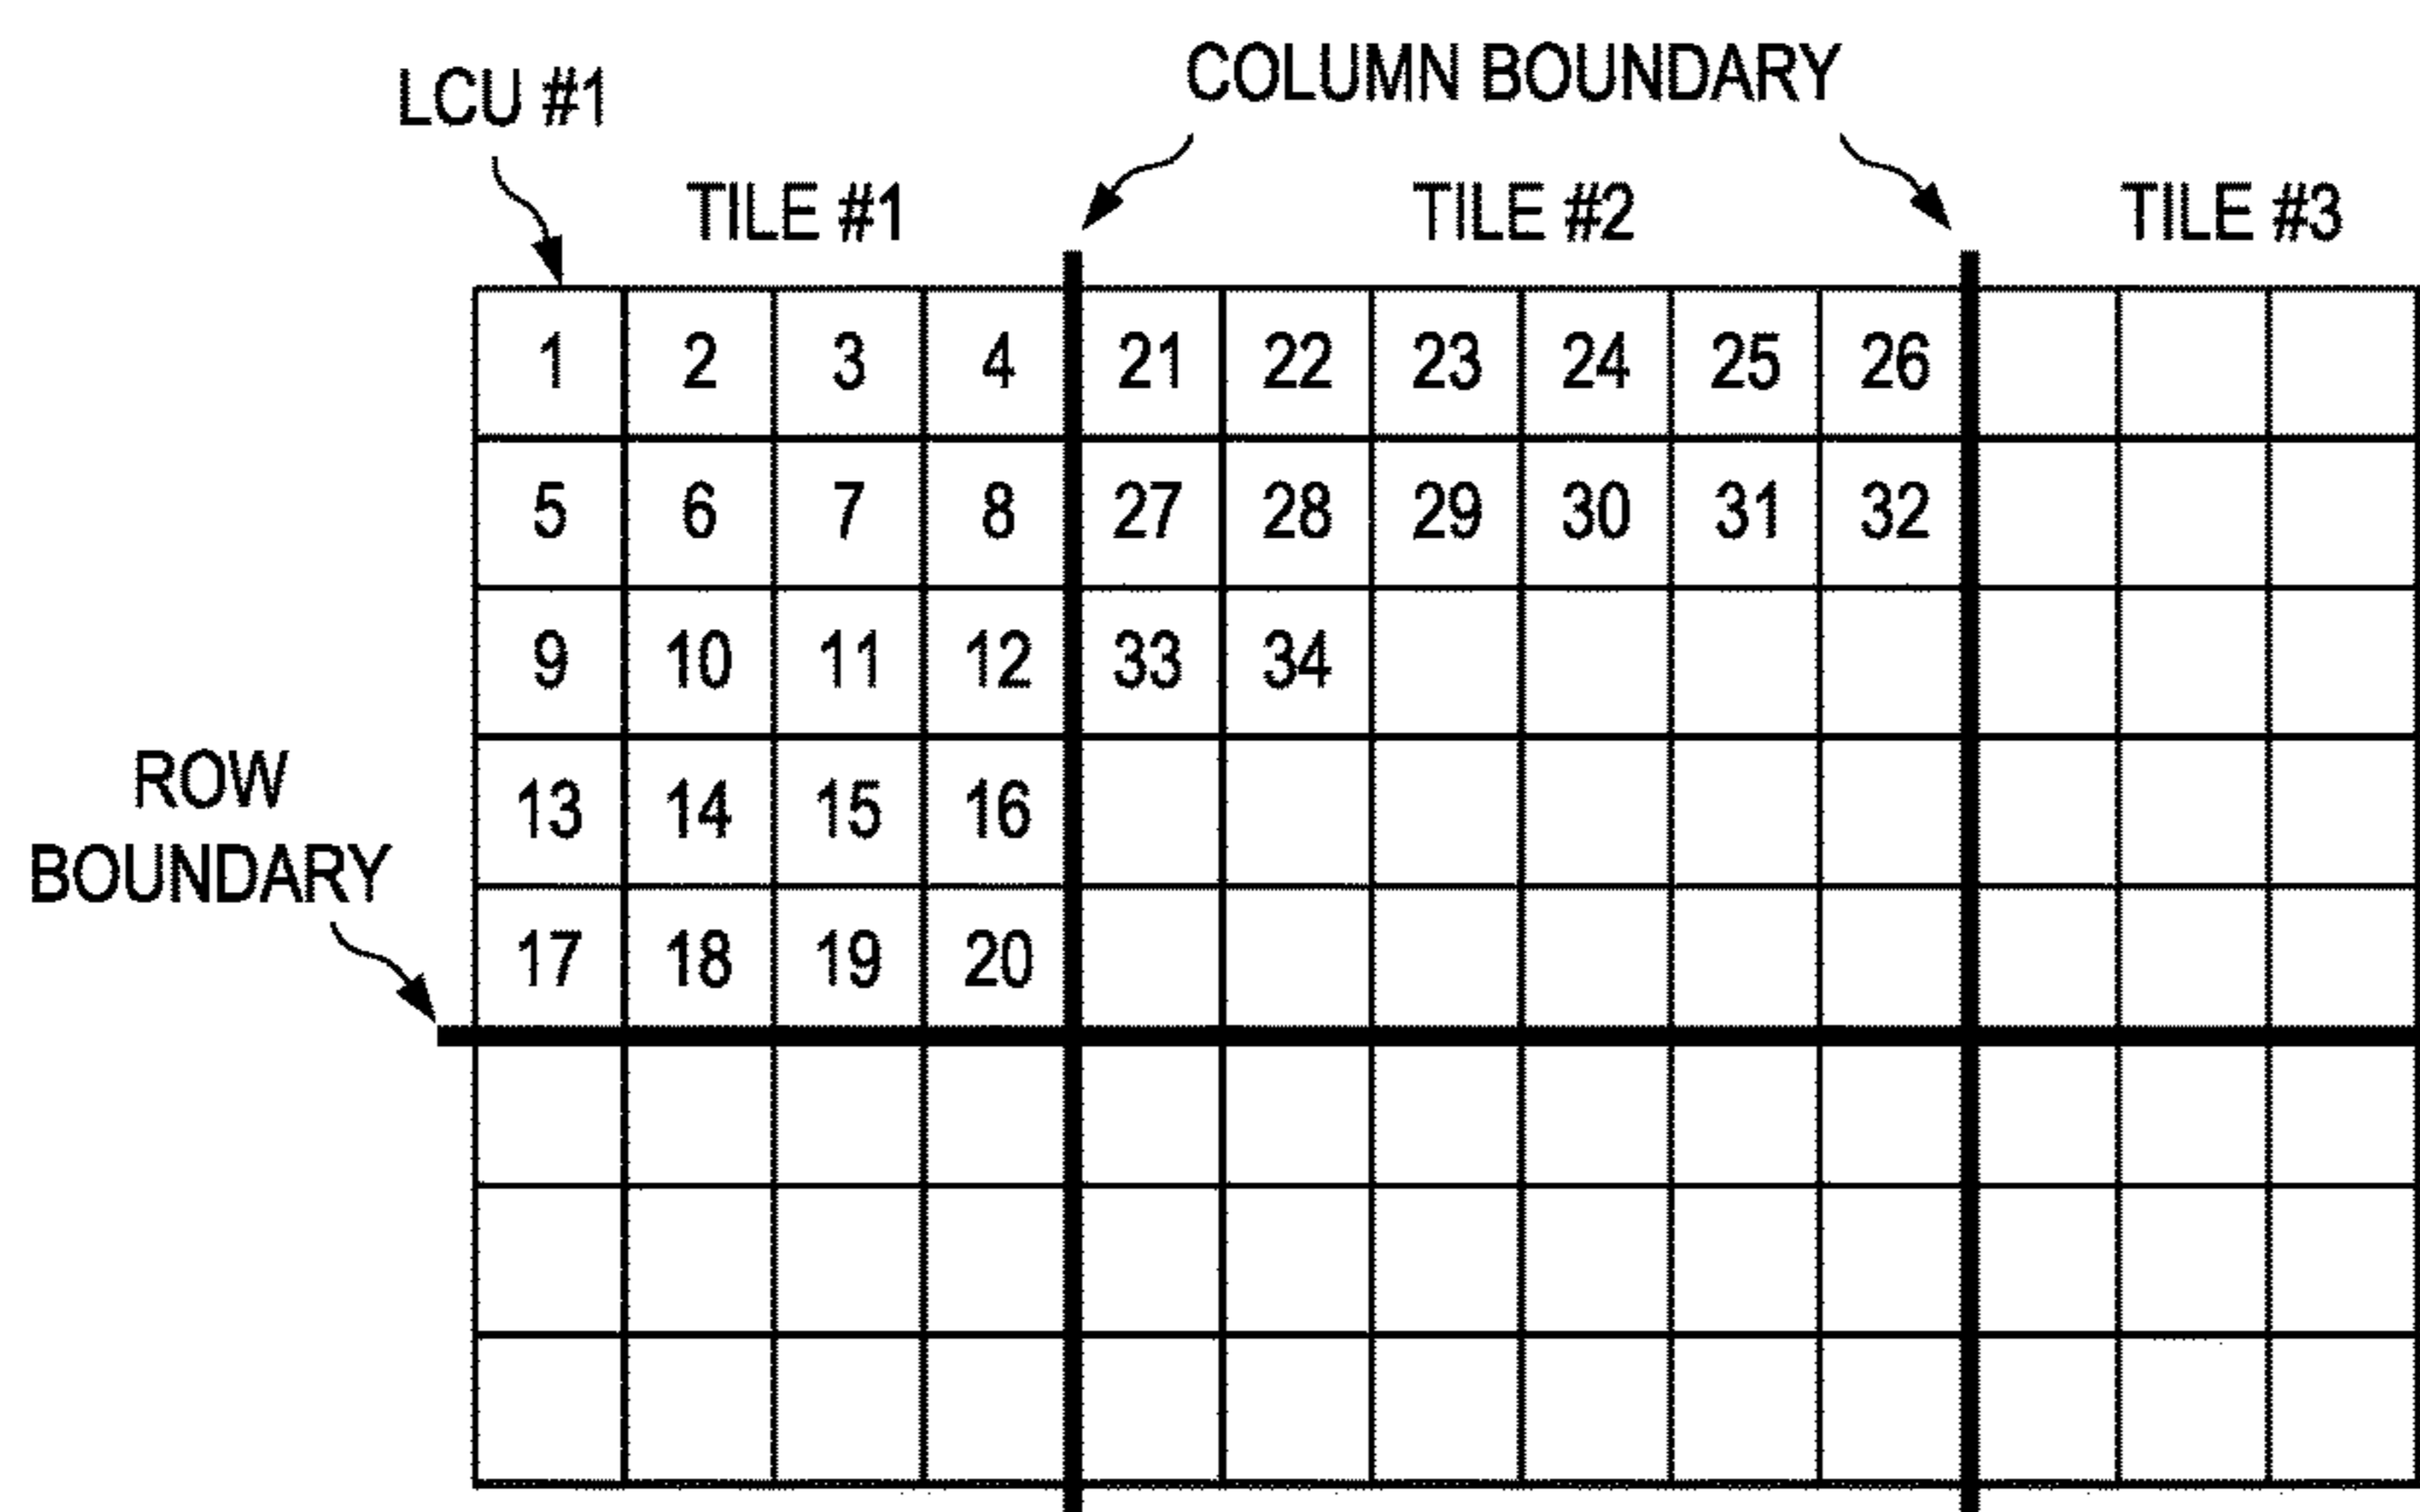 LCU #1
COLUMN BOUNDARY
TILE #1 TILE #2 TILE #3
1 2 3 4 21 22 23 24 25 26
5 6 7 8 27 28 29 30 31 32
9 10 11 12 33 34
13 14 15 16
17 18 19 20
ROW
BOUNDARY